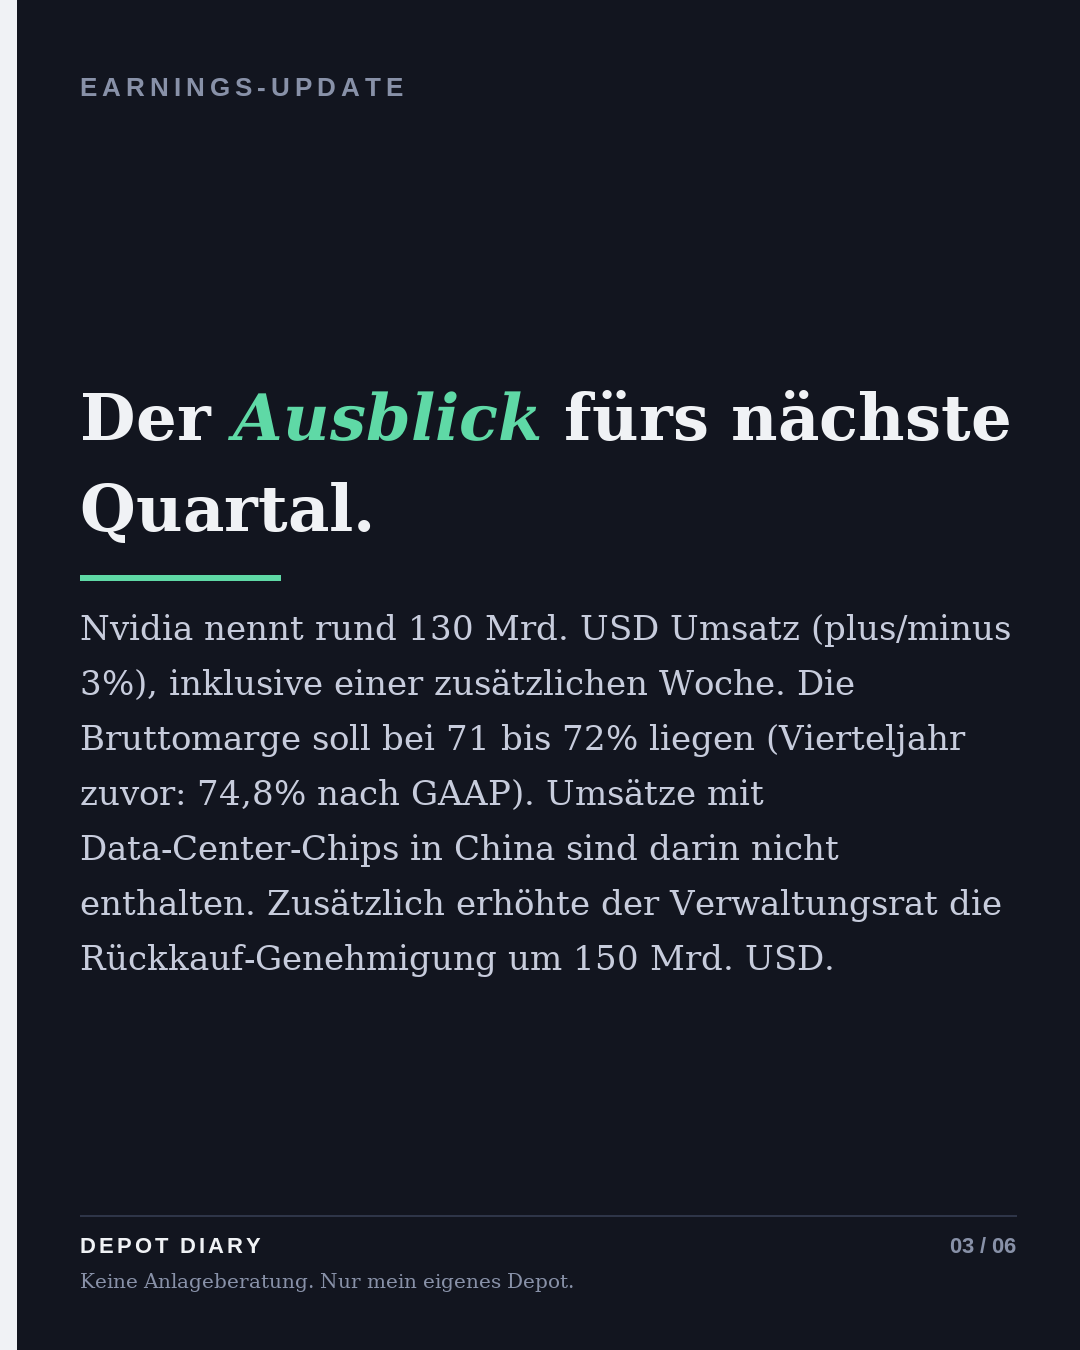 EARNINGS-UPDATE
Der Ausblick fürs nächste
Quartal.
Nvidia nennt rund 130 Mrd. USD Umsatz (plus/minus
3%), inklusive einer zusätzlichen Woche. Die
Bruttomarge soll bei 71 bis 72% liegen (Vierteljahr
zuvor: 74,8% nach GAAP). Umsätze mit
Data-Center-Chips in China sind darin nicht
enthalten. Zusätzlich erhöhte der Verwaltungsrat die
Rückkauf-Genehmigung um 150 Mrd. USD.
DEPOT DIARY
03 / 06
Keine Anlageberatung. Nur mein eigenes Depot.